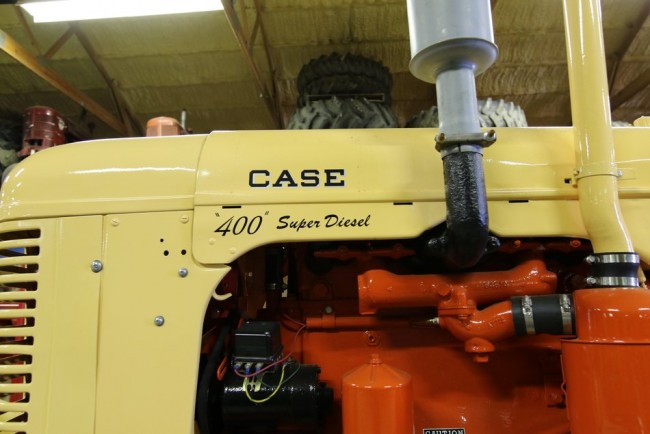 CASE
"400" Super Diesel
CAUTION